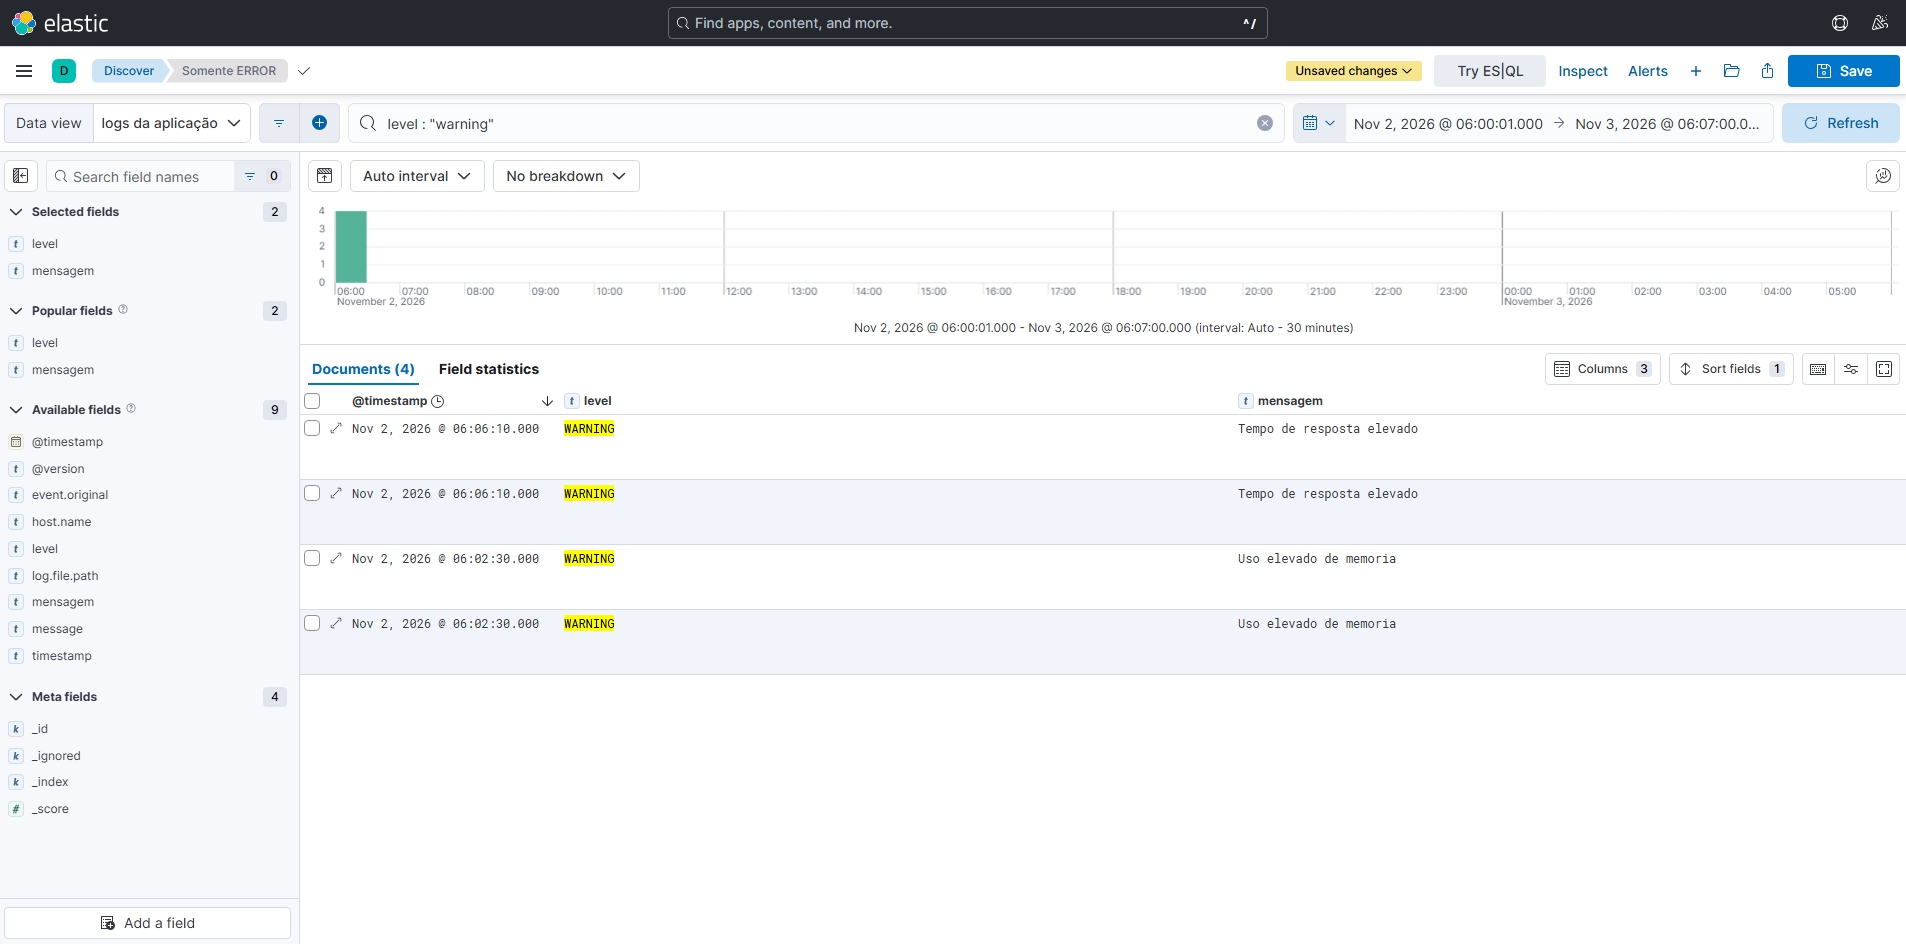 elastic
Find apps, content, and more.
^/
D
Discover
Somente ERROR
Unsaved changes
Try ES|QL
Inspect
Alerts
Save
Data view
logs da aplicação
level : "warning"
Nov 2, 2026 @ 06:00:01.000 → Nov 3, 2026 @ 06:07:00.0...
Refresh
Search field names
0
Selected fields
2
t level
t mensagem
Popular fields
2
t level
t mensagem
Available fields
9
@timestamp
t @version
t event.original
t host.name
t level
t log.file.path
t mensagem
t message
t timestamp
Meta fields
4
k _id
k _ignored
k _index
# _score
Add a field
Auto interval
No breakdown
4
3
2
1
0
06:00 07:00 08:00 09:00 10:00 11:00 12:00 13:00 14:00 15:00 16:00 17:00 18:00 19:00 20:00 21:00 22:00 23:00 00:00 01:00 02:00 03:00 04:00 05:00
November 2, 2026 November 3, 2026
Nov 2, 2026 @ 06:00:01.000 - Nov 3, 2026 @ 06:07:00.000 (interval: Auto - 30 minutes)
Documents (4)
Field statistics
Columns 3
Sort fields 1
@timestamp t level t mensagem
Nov 2, 2026 @ 06:06:10.000 WARNING Tempo de resposta elevado
Nov 2, 2026 @ 06:06:10.000 WARNING Tempo de resposta elevado
Nov 2, 2026 @ 06:02:30.000 WARNING Uso elevado de memoria
Nov 2, 2026 @ 06:02:30.000 WARNING Uso elevado de memoria